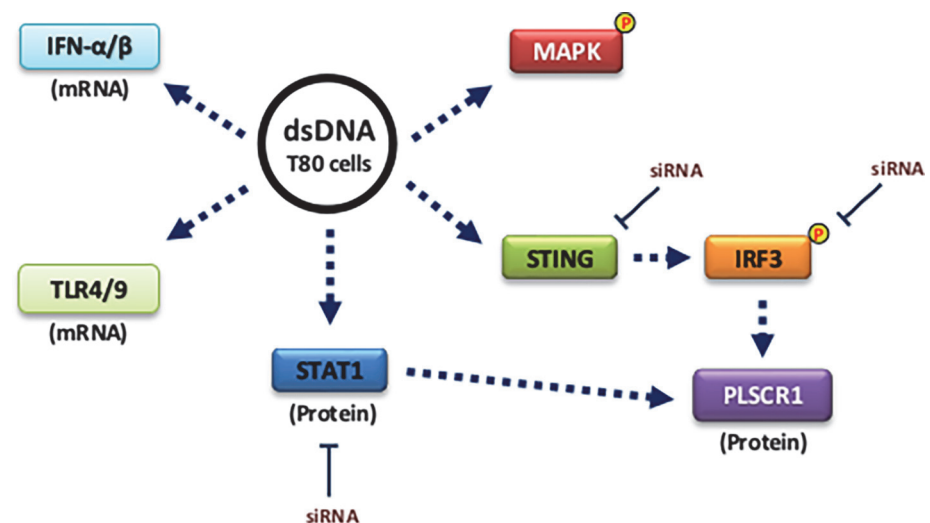 IFN-α/β
(mRNA)
P
MAPK
dsDNA
T80 cells
siRNA
siRNA
P
STING
IRF3
TLR4/9
(mRNA)
STAT1
(Protein)
PLSCR1
(Protein)
siRNA